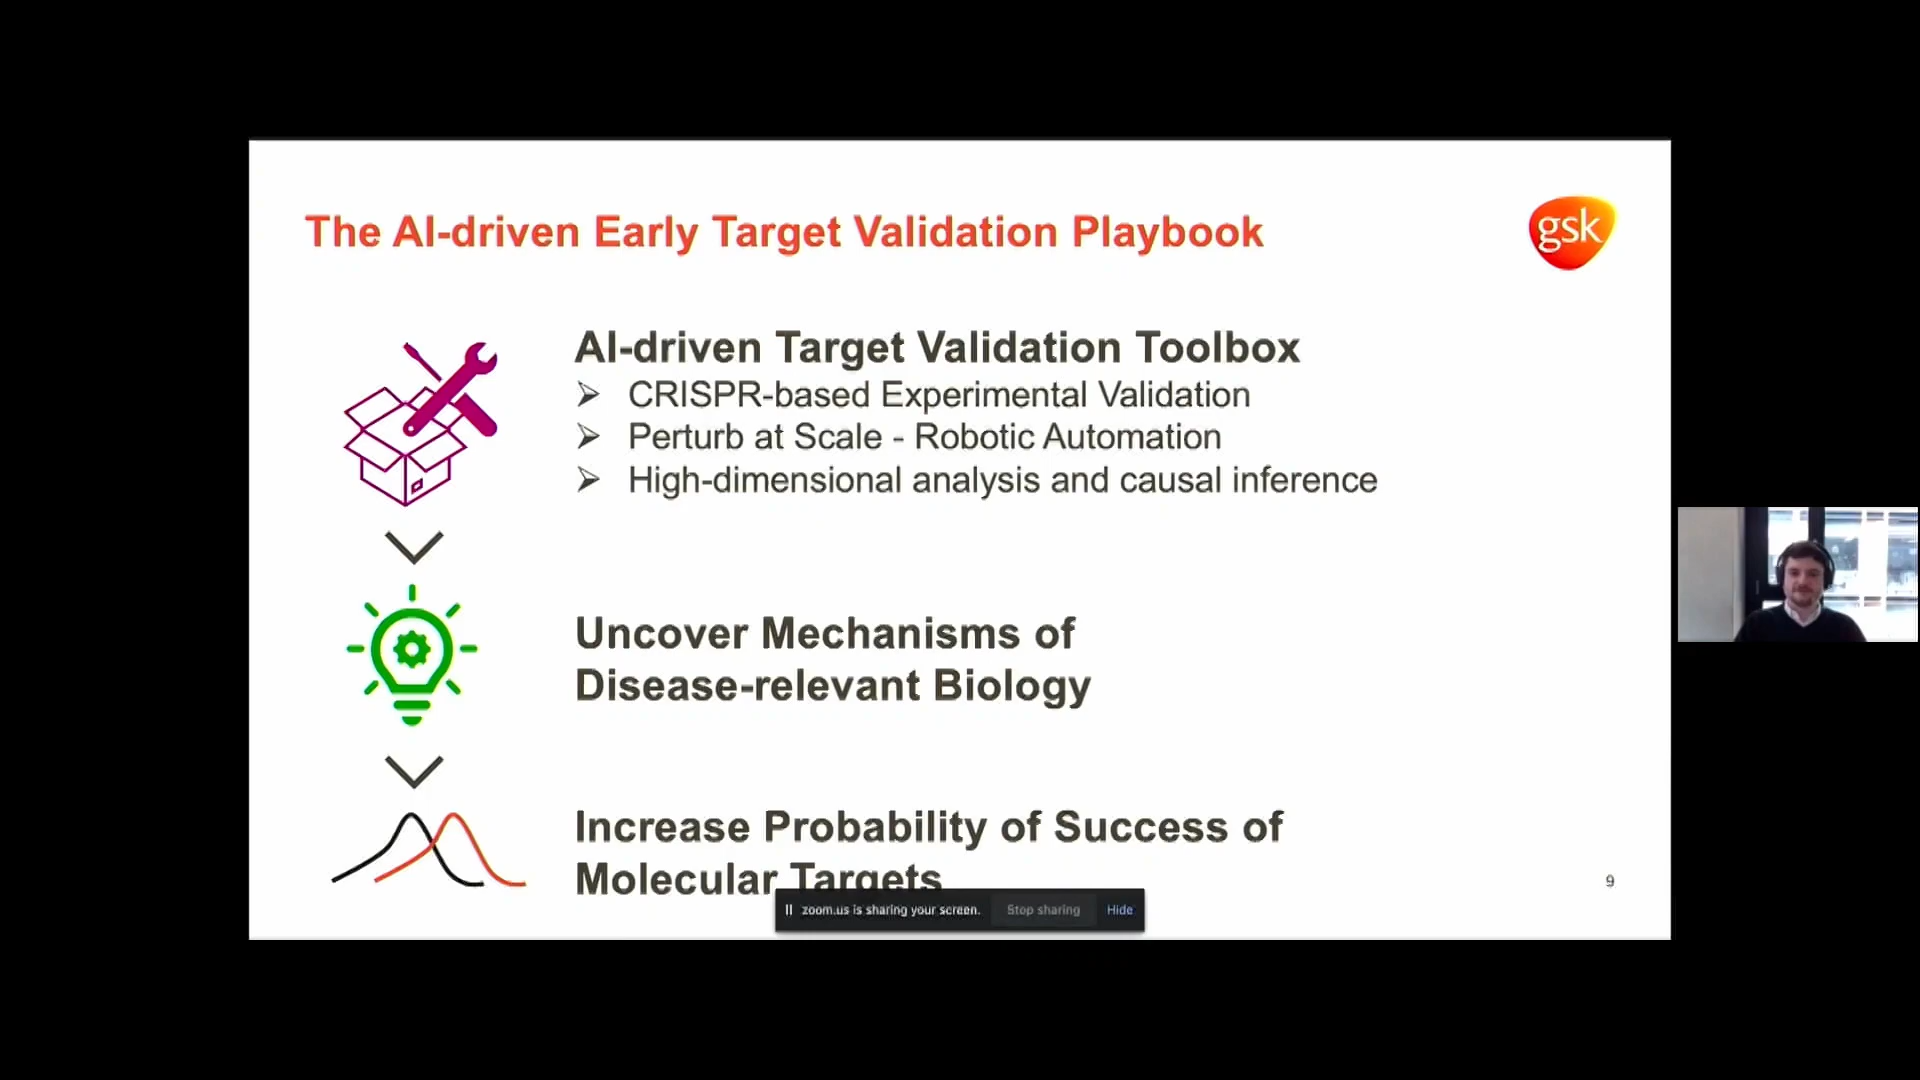 The AI-driven Early Target Validation Playbook
gsk
AI-driven Target Validation Toolbox
➢ CRISPR-based Experimental Validation
➢ Perturb at Scale - Robotic Automation
➢ High-dimensional analysis and causal inference
Uncover Mechanisms of
Disease-relevant Biology
Increase Probability of Success of
Molecular Targets
9
zoom.us is sharing your screen. Stop sharing Hide